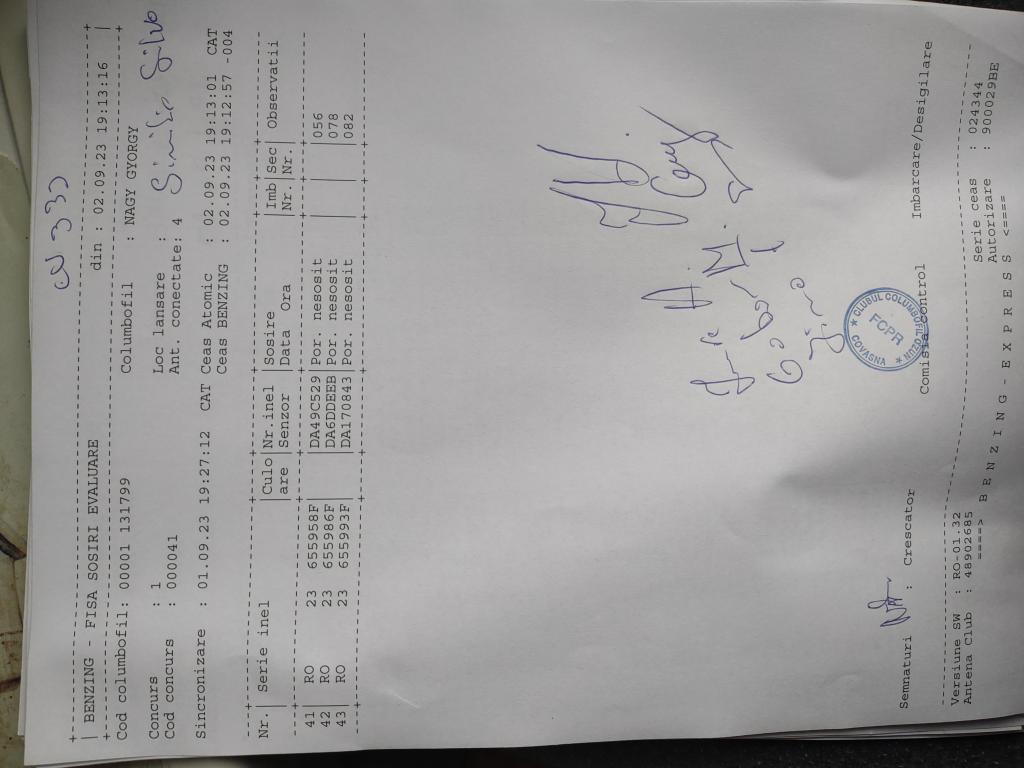 BENZING - FISA SOSIRI EVALUARE
din : 02.09.23 19:13:16
Cod columbofil: 00001 131799 Columbofil : NAGY GYORGY
Concurs : 1 Loc lansare :
Cod concurs : 000041 Ant. conectate: 4
Sincronizare : 01.09.23 19:27:12 CAT Ceas Atomic : 02.09.23 19:13:01 CAT
Ceas BENZING : 02.09.23 19:12:57 -004
Nr.| Serie inel |Culo|Nr.inel |Sosire |Imb|Sec| Observatii
|are |Senzor |Data Ora |Nr.|Nr.|
41| RO 23 655958F | |DA49C529|Por. nesosit | | |056
42| RO 23 655986F | |DA6DDEEB|Por. nesosit | | |078
43| RO 23 655993F | |DA170843|Por. nesosit | | |082
CLUBUL COLUMBOFIL OZUN
FCPR
COVASNA
Semnaturi : Crescator Comisia Control Imbarcare/Desigilare
Versiune SW : RO-01.32 Serie ceas : 024344
Antena Club : 48902685 Autorizare : 900029BE
====> B E N Z I N G - E X P R E S S <====